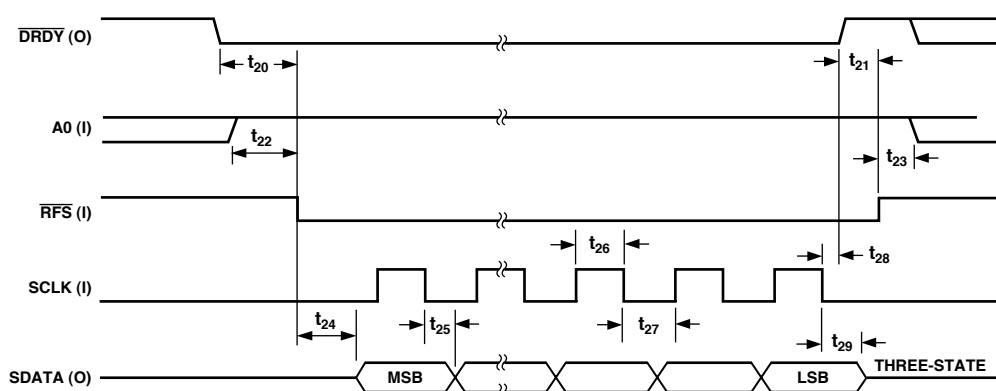 DRDY (O)
t20
t21
A0 (I)
t22
t23
RFS (I)
t26
t28
SCLK (I)
t24
t25
t27
t29
SDATA (O)
MSB
LSB
THREE-STATE